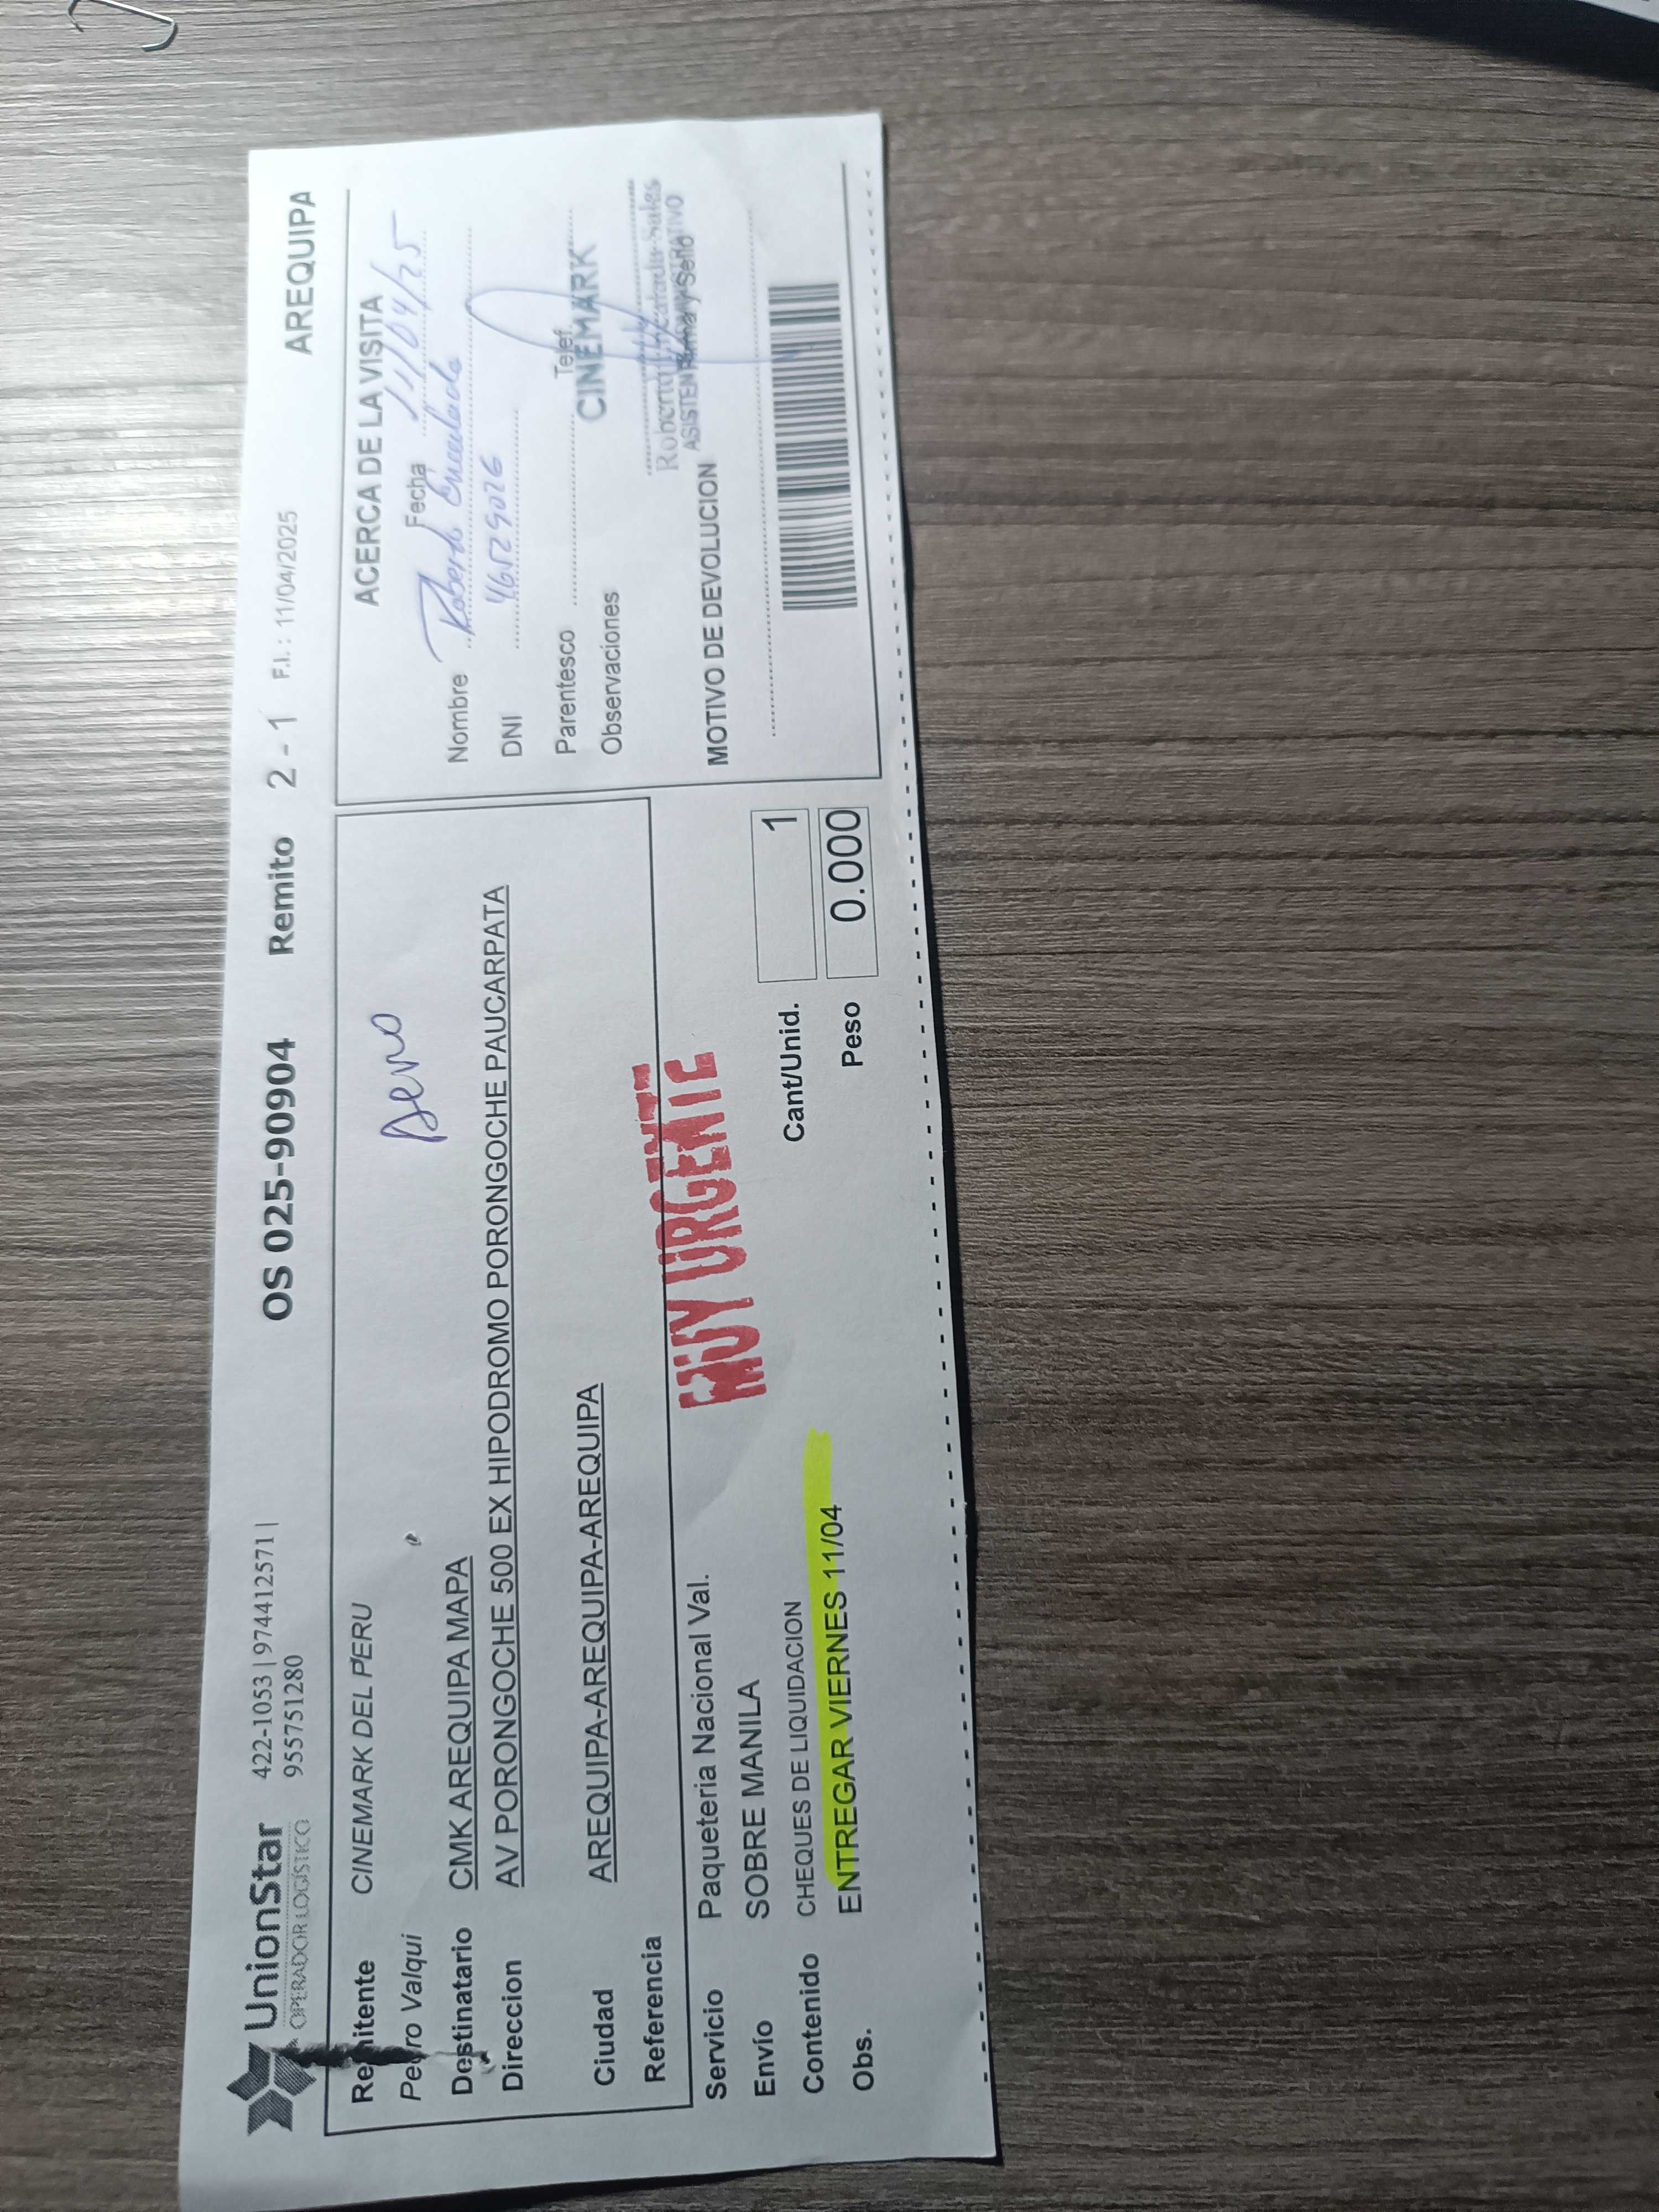 UnionStar
OPERADOR LOGÍSTICO
422-1053 | 974412571 |
955751280
OS 025-90904 Remito 2 - 1 F.I. : 11/04/2025 AREQUIPA
Remitente CINEMARK DEL PERU
Pedro Valqui
Destinatario CMK AREQUIPA MAPA
Direccion AV PORONGOCHE 500 EX HIPODROMO PORONGOCHE PAUCARPATA
Ciudad AREQUIPA-AREQUIPA-AREQUIPA
Referencia
Servicio Paqueteria Nacional Val.
Envío SOBRE MANILA
Contenido CHEQUES DE LIQUIDACION
Obs. ENTREGAR VIERNES 11/04
MUY URGENTE
Cant/Unid. 1
Peso 0.000
ACERCA DE LA VISITA
Fecha 11/04/25
Nombre Roberto
DNI
Parentesco Telef.
CINEMARK
Observaciones
Firma y Sello
MOTIVO DE DEVOLUCION